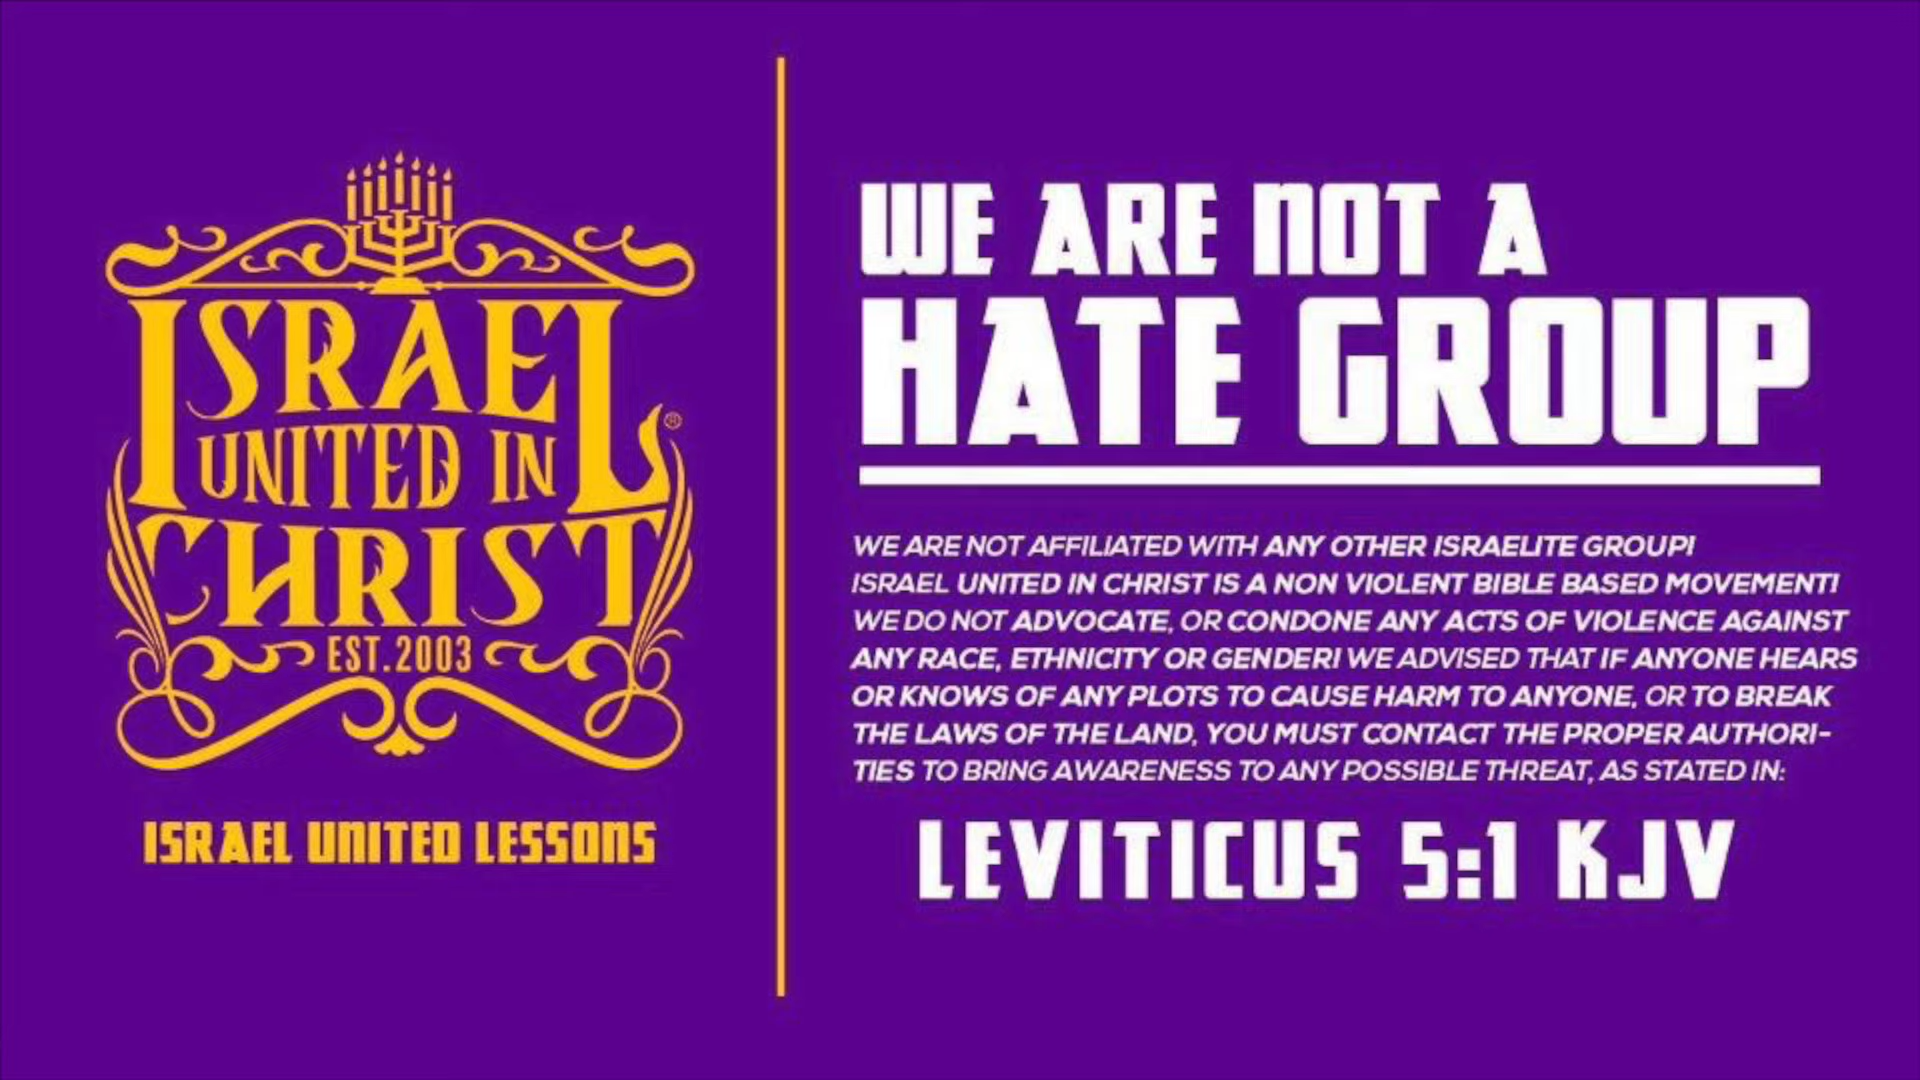 ISRAEL
UNITED IN
CHRIST
®
EST. 2003
ISRAEL UNITED LESSONS
WE ARE NOT A
HATE GROUP
WE ARE NOT AFFILIATED WITH ANY OTHER ISRAELITE GROUP!
ISRAEL UNITED IN CHRIST IS A NON VIOLENT BIBLE BASED MOVEMENT!
WE DO NOT ADVOCATE, OR CONDONE ANY ACTS OF VIOLENCE AGAINST
ANY RACE, ETHNICITY OR GENDER! WE ADVISED THAT IF ANYONE HEARS
OR KNOWS OF ANY PLOTS TO CAUSE HARM TO ANYONE, OR TO BREAK
THE LAWS OF THE LAND, YOU MUST CONTACT THE PROPER AUTHORI-
TIES TO BRING AWARENESS TO ANY POSSIBLE THREAT, AS STATED IN:
LEVITICUS 5:1 KJV